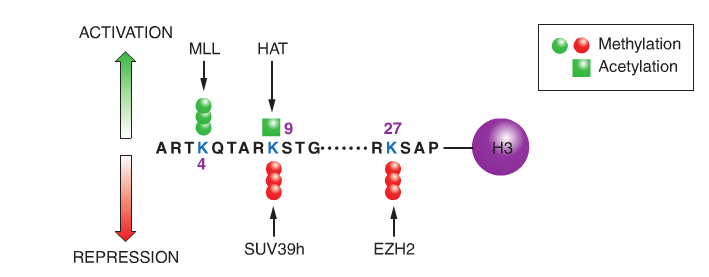 ACTIVATION
MLL
HAT
Methylation
Acetylation
9
27
ARTKQTARKSTG·······RKSAP
H3
4
SUV39h
EZH2
REPRESSION